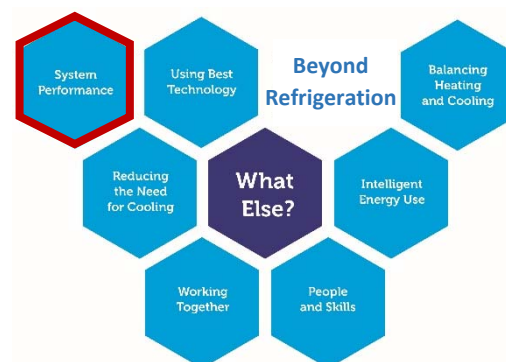 System
Performance
Using Best
Technology
Beyond
Refrigeration
Balancing
Heating
and Cooling
Reducing
the Need
for Cooling
What
Else?
Intelligent
Energy Use
Working
Together
People
and Skills